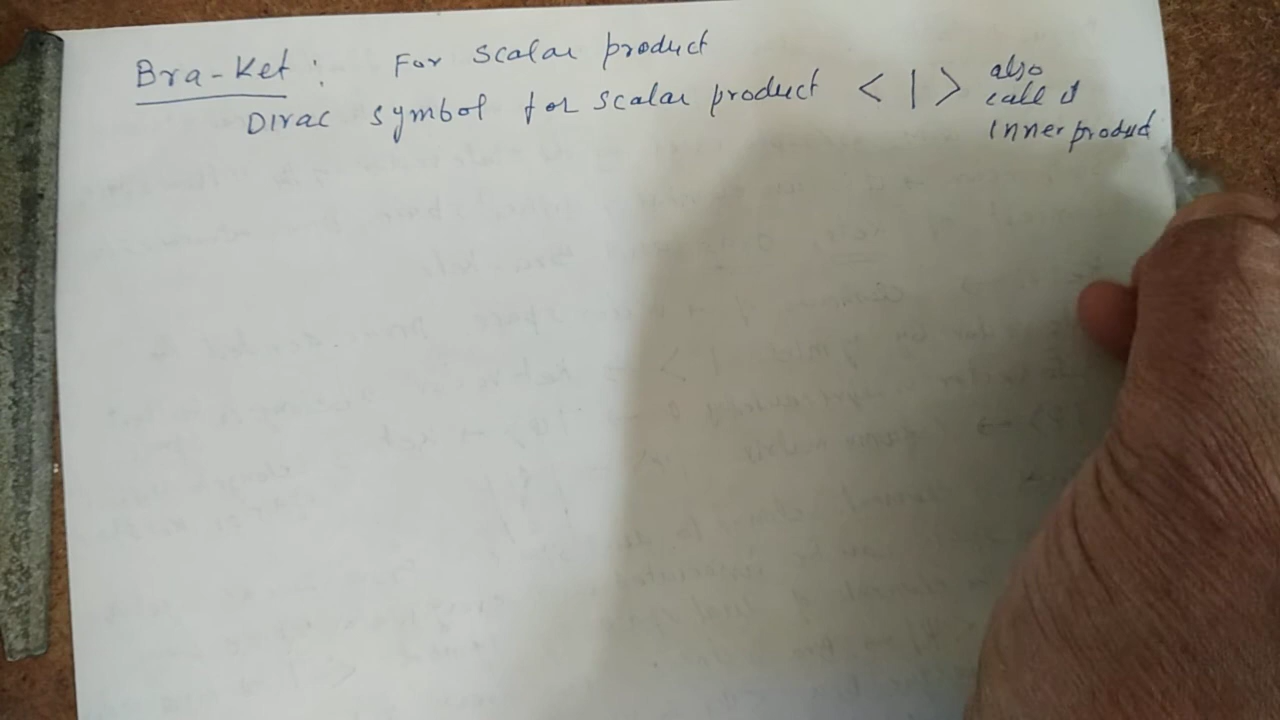 Bra-Ket : For scalar product
Dirac symbol for scalar product < | > also
called
inner product